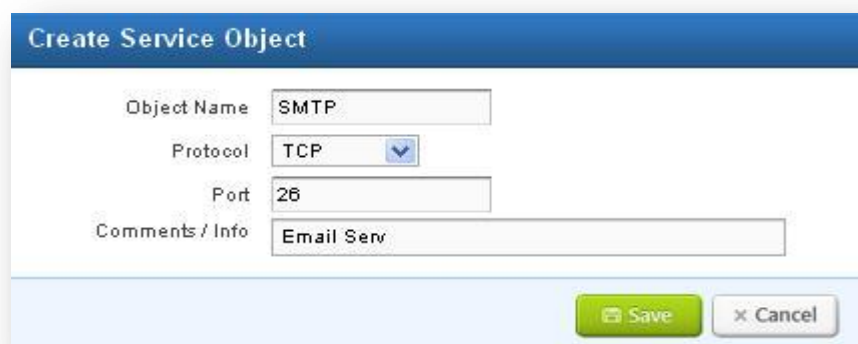 Create Service Object
Object Name SMTP
Protocol TCP
Port 26
Comments / Info Email Serv
Save Cancel